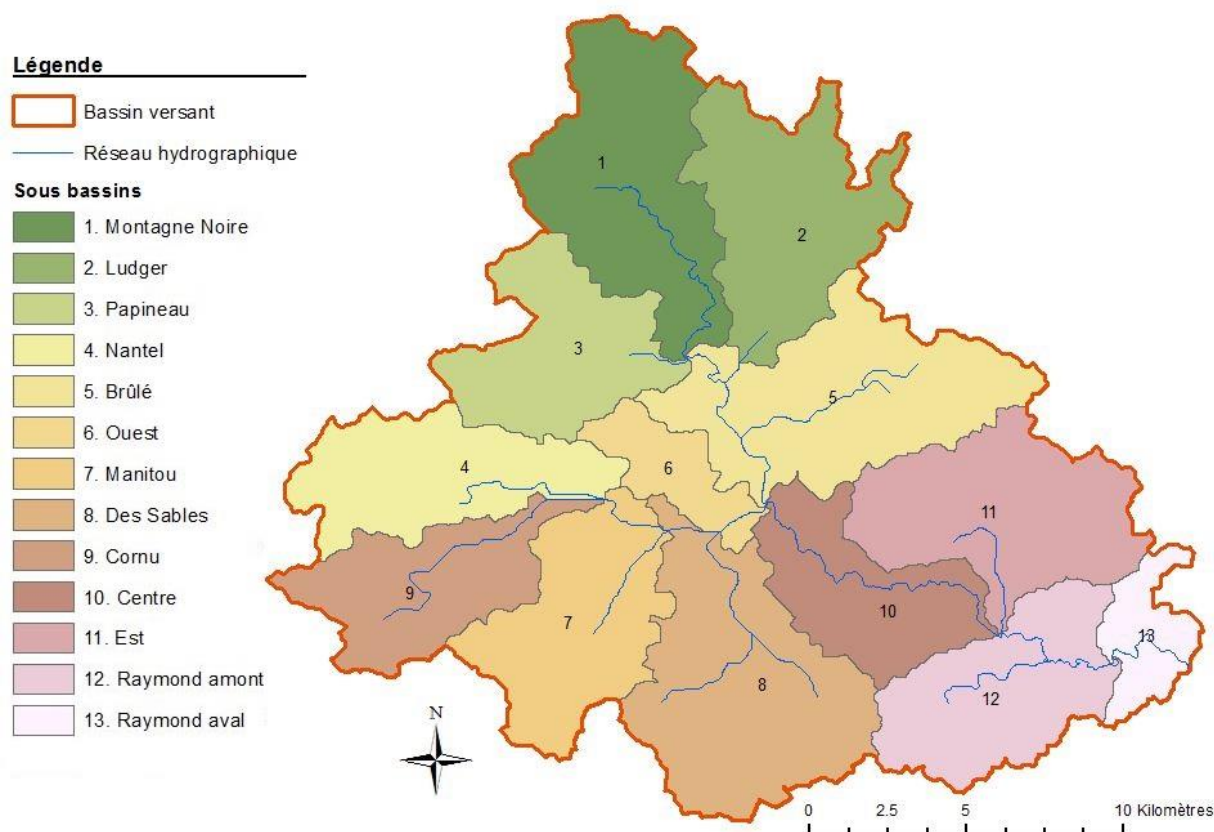 Légende
Bassin versant
Réseau hydrographique
Sous bassins
1. Montagne Noire
2. Ludger
3. Papineau
4. Nantel
5. Brûlé
6. Ouest
7. Manitou
8. Des Sables
9. Cornu
10. Centre
11. Est
12. Raymond amont
13. Raymond aval
1
2
3
5
4
6
11
9
10
7
13
8
12
N
0 2.5 5 10 Kilomètres